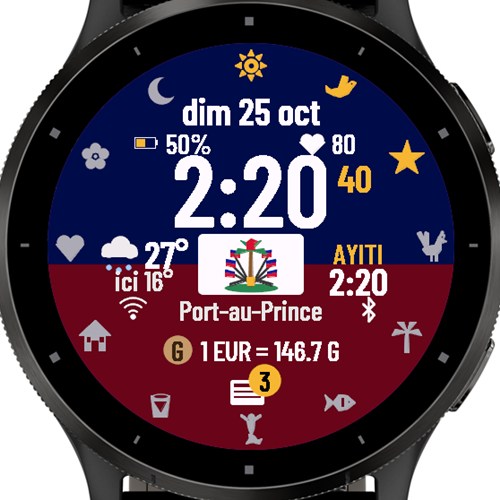 dim 25 oct
50% 80
2:20 40
27° AYITI
ici 16° 2:20
Port-au-Prince
G 1 EUR = 146.7 G
3